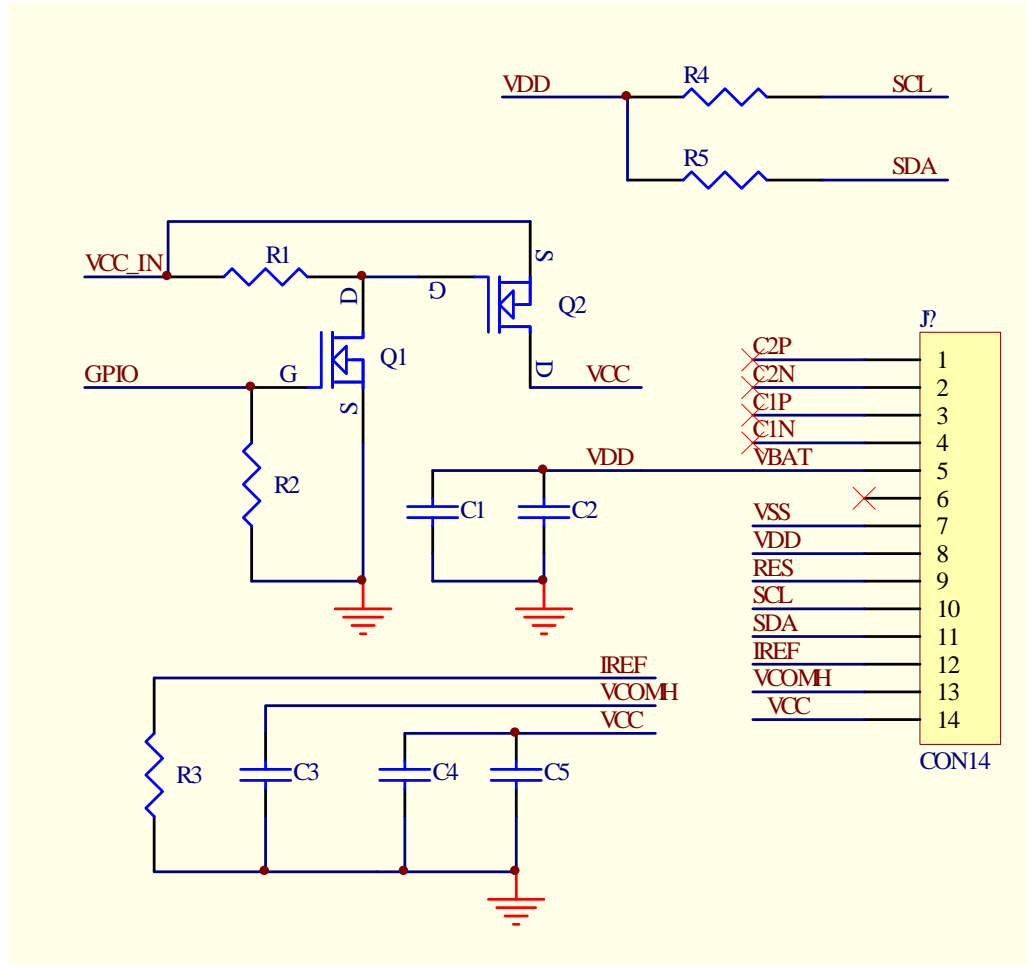 VDD R4 SCL
R5 SDA
S
VCC_IN R1
D G Q2
J?
GPIO G Q1
S D VCC
C2P 1
C2N 2
C1P 3
C1N 4
VDD VBAT 5
R2 C1 C2
6
VSS 7
VDD 8
RES 9
SCL 10
SDA 11
IREF IREF 12
VCOMH VCOMH 13
VCC VCC 14
R3 C3 C4 C5 CON14